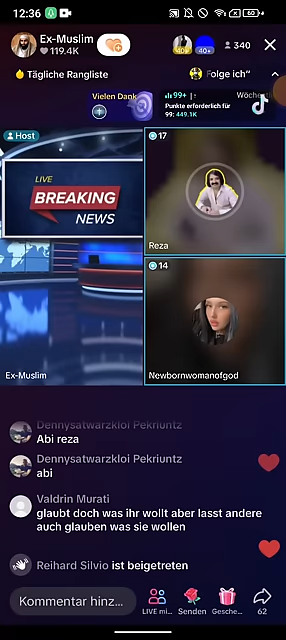 12:36
Ex-Muslim
119.4K
40+
340
Tägliche Rangliste
Folge ich“
Vielen Dank
99+
Wöchen
Punkte erforderlich für
99: 449.1K
Host
LIVE
BREAKING
NEWS
Ex-Muslim
17
Reza
14
Newbornwomanofgod
Dennysatwarzkloi Pekriuntz
Abi reza
Dennysatwarzkloi Pekriuntz
abi
Valdrin Murati
glaubt doch was ihr wollt aber lasst andere
auch glauben was sie wollen
Reihard Silvio ist beigetreten
Kommentar hinz...
LIVE mi...
Senden
Gesche...
62